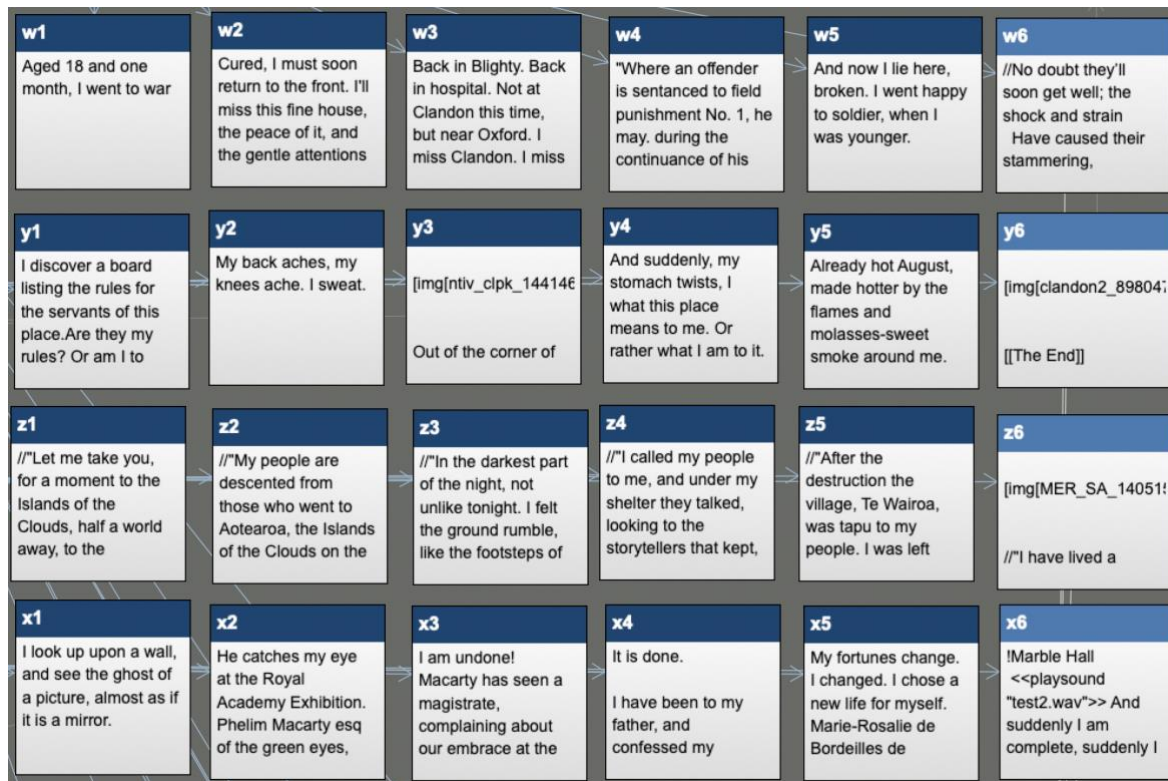 w1
Aged 18 and one
month, I went to war
w2
Cured, I must soon
return to the front. I'll
miss this fine house,
the peace of it, and
the gentle attentions
w3
Back in Blighty. Back
in hospital. Not at
Clandon this time,
but near Oxford. I
miss Clandon. I miss
w4
"Where an offender
is sentanced to field
punishment No. 1, he
may. during the
continuance of his
w5
And now I lie here,
broken. I went happy
to soldier, when I
was younger.
w6
//No doubt they'll
soon get well; the
shock and strain
Have caused their
stammering,
y1
I discover a board
listing the rules for
the servants of this
place.Are they my
rules? Or am I to
y2
My back aches, my
knees ache. I sweat.
y3
[img[ntiv_clpk_144146
Out of the corner of
y4
And suddenly, my
stomach twists, I
what this place
means to me. Or
rather what I am to it.
y5
Already hot August,
made hotter by the
flames and
molasses-sweet
smoke around me.
y6
[img[clandon2_898047
[[The End]]
z1
//"Let me take you,
for a moment to the
Islands of the
Clouds, half a world
away, to the
z2
//"My people are
descented from
those who went to
Aotearoa, the Islands
of the Clouds on the
z3
//"In the darkest part
of the night, not
unlike tonight. I felt
the ground rumble,
like the footsteps of
z4
//"I called my people
to me, and under my
shelter they talked,
looking to the
storytellers that kept,
z5
//"After the
destruction the
village, Te Wairoa,
was tapu to my
people. I was left
z6
[img[MER_SA_140515
//"I have lived a
x1
I look up upon a wall,
and see the ghost of
a picture, almost as if
it is a mirror.
x2
He catches my eye
at the Royal
Academy Exhibition.
Phelim Macarty esq
of the green eyes,
x3
I am undone!
Macarty has seen a
magistrate,
complaining about
our embrace at the
x4
It is done.
I have been to my
father, and
confessed my
x5
My fortunes change.
I changed. I chose a
new life for myself.
Marie-Rosalie de
Bordeilles de
x6
!Marble Hall
<<playsound
"test2.wav">> And
suddenly I am
complete, suddenly I